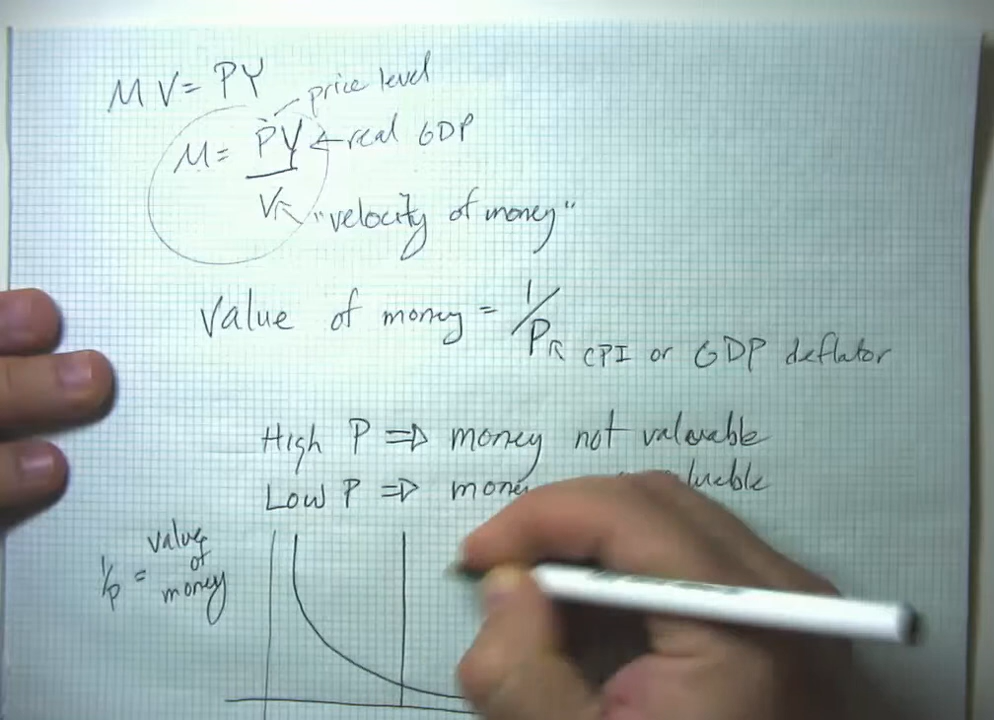 MV = PY
M = PY/V
price level
real GDP
"velocity of money"
Value of money = 1/P
CPI or GDP deflator
High P ⇒ money not valuable
Low P ⇒
1/P = value of money